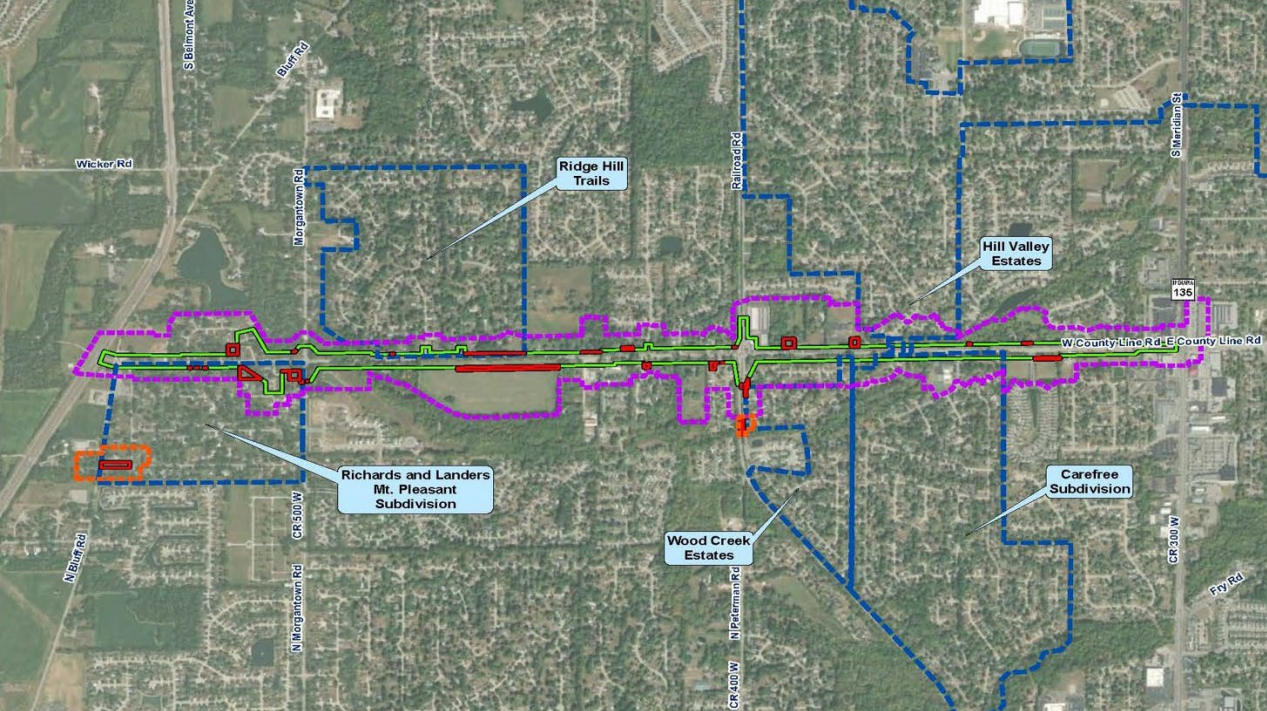 S Belmont Ave
Bluff Rd
Wicker Rd
Morgantown Rd
Railroad Rd
S Meridian St
Ridge Hill
Trails
Hill Valley
Estates
INDIANA
135
W County Line Rd
E County Line Rd
Richards and Landers
Mt. Pleasant
Subdivision
Carefree
Subdivision
Wood Creek
Estates
CR 500 W
N Bluff Rd
N Morgantown Rd
N Peterman Rd
CR 400 W
CR 300 W
Fry Rd